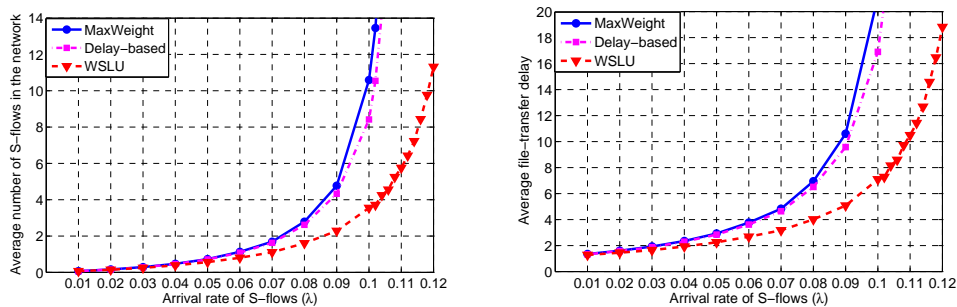 Average number of S-flows in the network
14
12
10
8
6
4
2
0
MaxWeight
Delay-based
WSLU
0.01 0.02 0.03 0.04 0.05 0.06 0.07 0.08 0.09 0.1 0.11 0.12
Arrival rate of S-flows (λ)
Average file-transfer delay
20
18
16
14
12
10
8
6
4
2
0
MaxWeight
Delay-based
WSLU
0.01 0.02 0.03 0.04 0.05 0.06 0.07 0.08 0.09 0.1 0.11 0.12
Arrival rate of S-flows (λ)